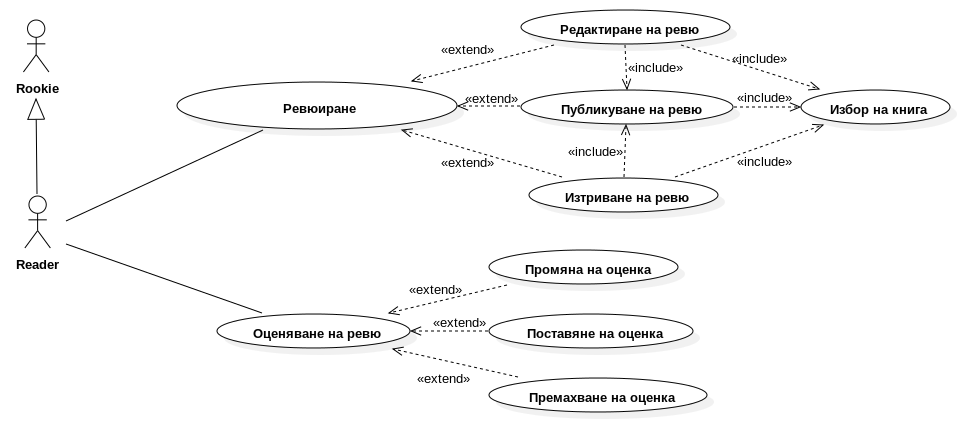 Rookie
Reader
Редактиране на ревю
«extend»
«include»
«include»
Ревюиране
«extend»
Публикуване на ревю
«include»
Избор на книга
«extend»
«include»
«include»
Изтриване на ревю
Промяна на оценка
«extend»
Оценяване на ревю
«extend»
Поставяне на оценка
«extend»
Премахване на оценка